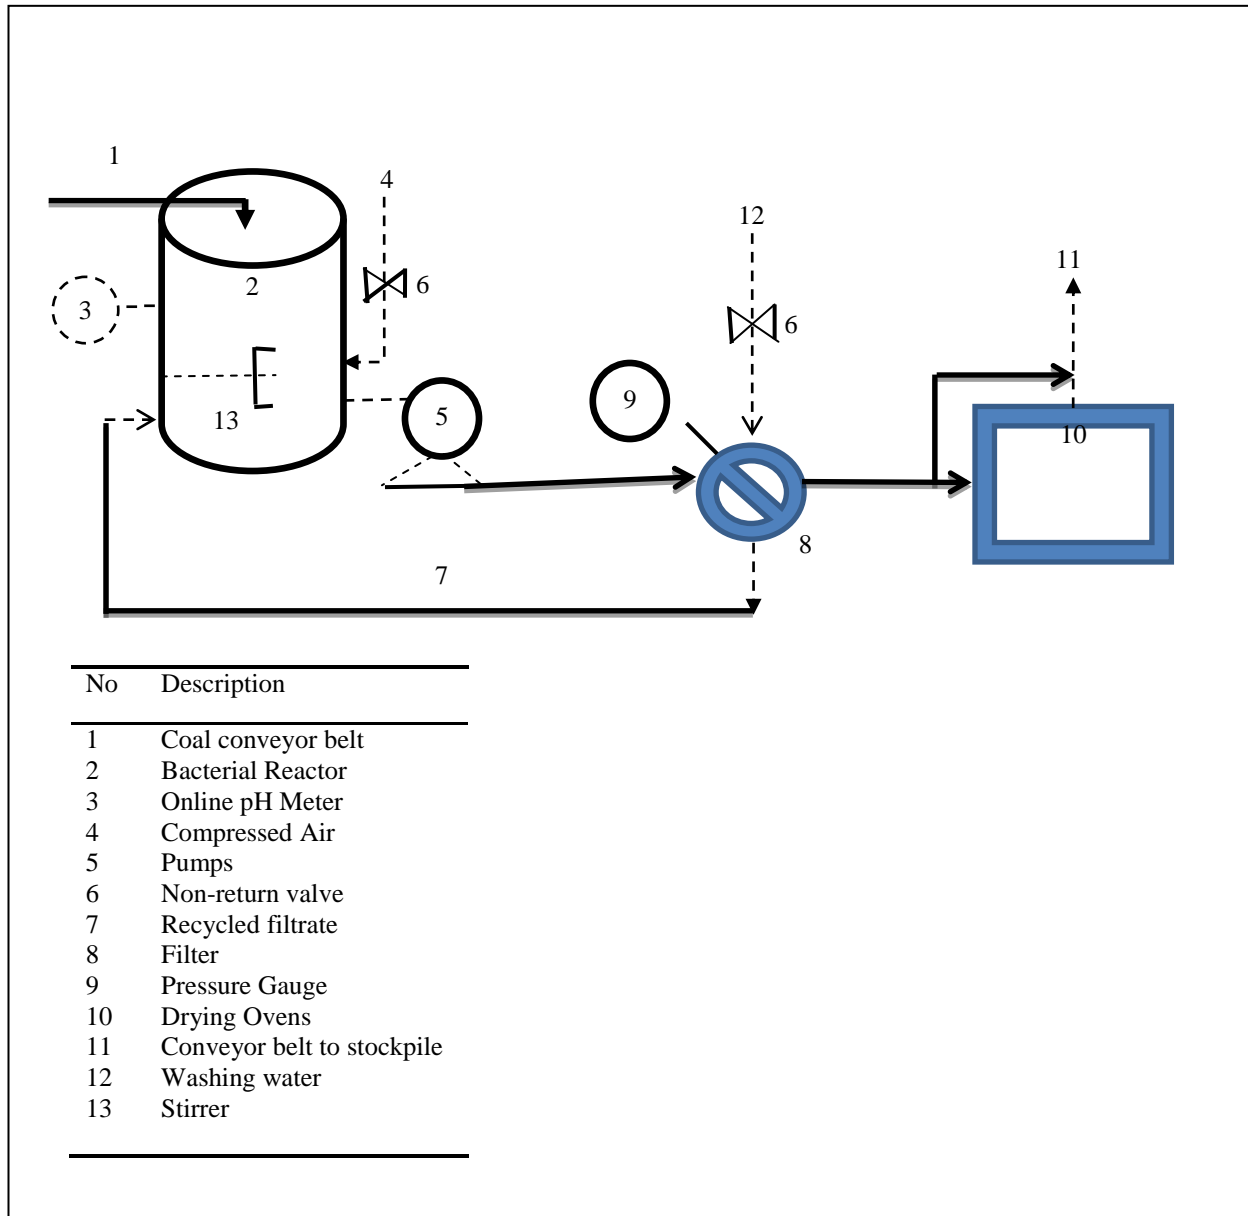 1
4
12
11
2
6
3
6
9
5
13
10
8
7
No Description
1 Coal conveyor belt
2 Bacterial Reactor
3 Online pH Meter
4 Compressed Air
5 Pumps
6 Non-return valve
7 Recycled filtrate
8 Filter
9 Pressure Gauge
10 Drying Ovens
11 Conveyor belt to stockpile
12 Washing water
13 Stirrer